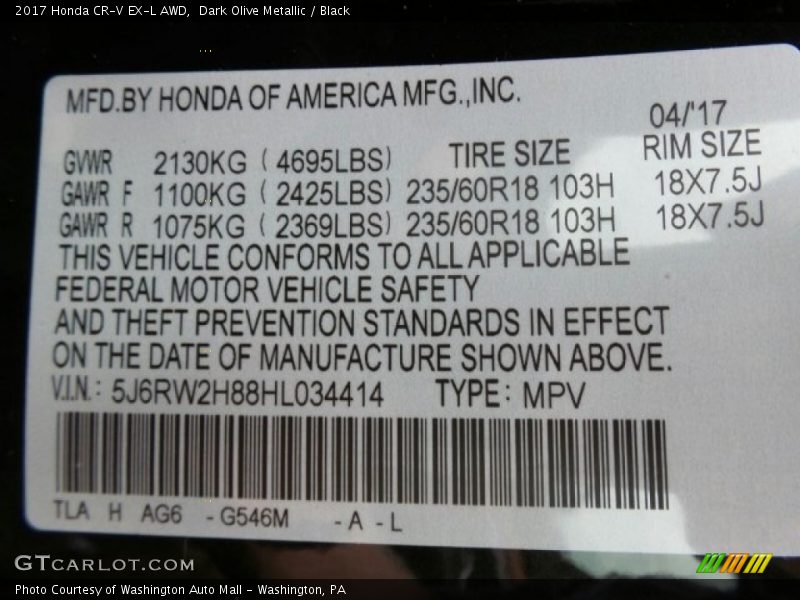 2017 Honda CR-V EX-L AWD,  Dark Olive Metallic / Black
MFD.BY HONDA OF AMERICA MFG.,INC.
04/'17
GVWR 2130KG ( 4695LBS) TIRE SIZE RIM SIZE
GAWR F 1100KG ( 2425LBS) 235/60R18 103H 18X7.5J
GAWR R 1075KG ( 2369LBS) 235/60R18 103H 18X7.5J
THIS VEHICLE CONFORMS TO ALL APPLICABLE
FEDERAL MOTOR VEHICLE SAFETY
AND THEFT PREVENTION STANDARDS IN EFFECT
ON THE DATE OF MANUFACTURE SHOWN ABOVE.
V.I.N.: 5J6RW2H88HL034414 TYPE: MPV
TLA H AG6 - G546M - A - L
GTCARLOT.COM
Photo Courtesy of Washington Auto Mall - Washington, PA